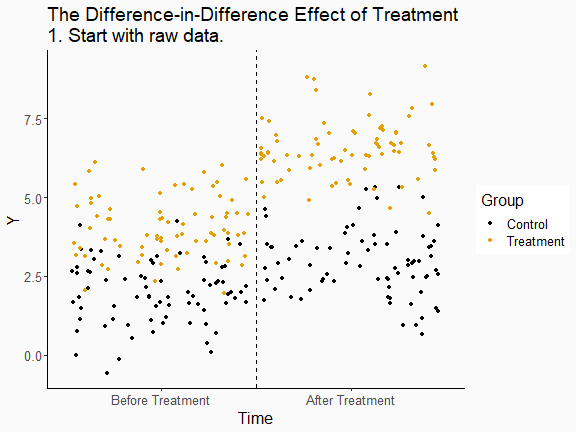 The Difference-in-Difference Effect of Treatment
1. Start with raw data.
7.5
5.0
2.5
0.0
Y
Before Treatment
After Treatment
Time
Group
Control
Treatment